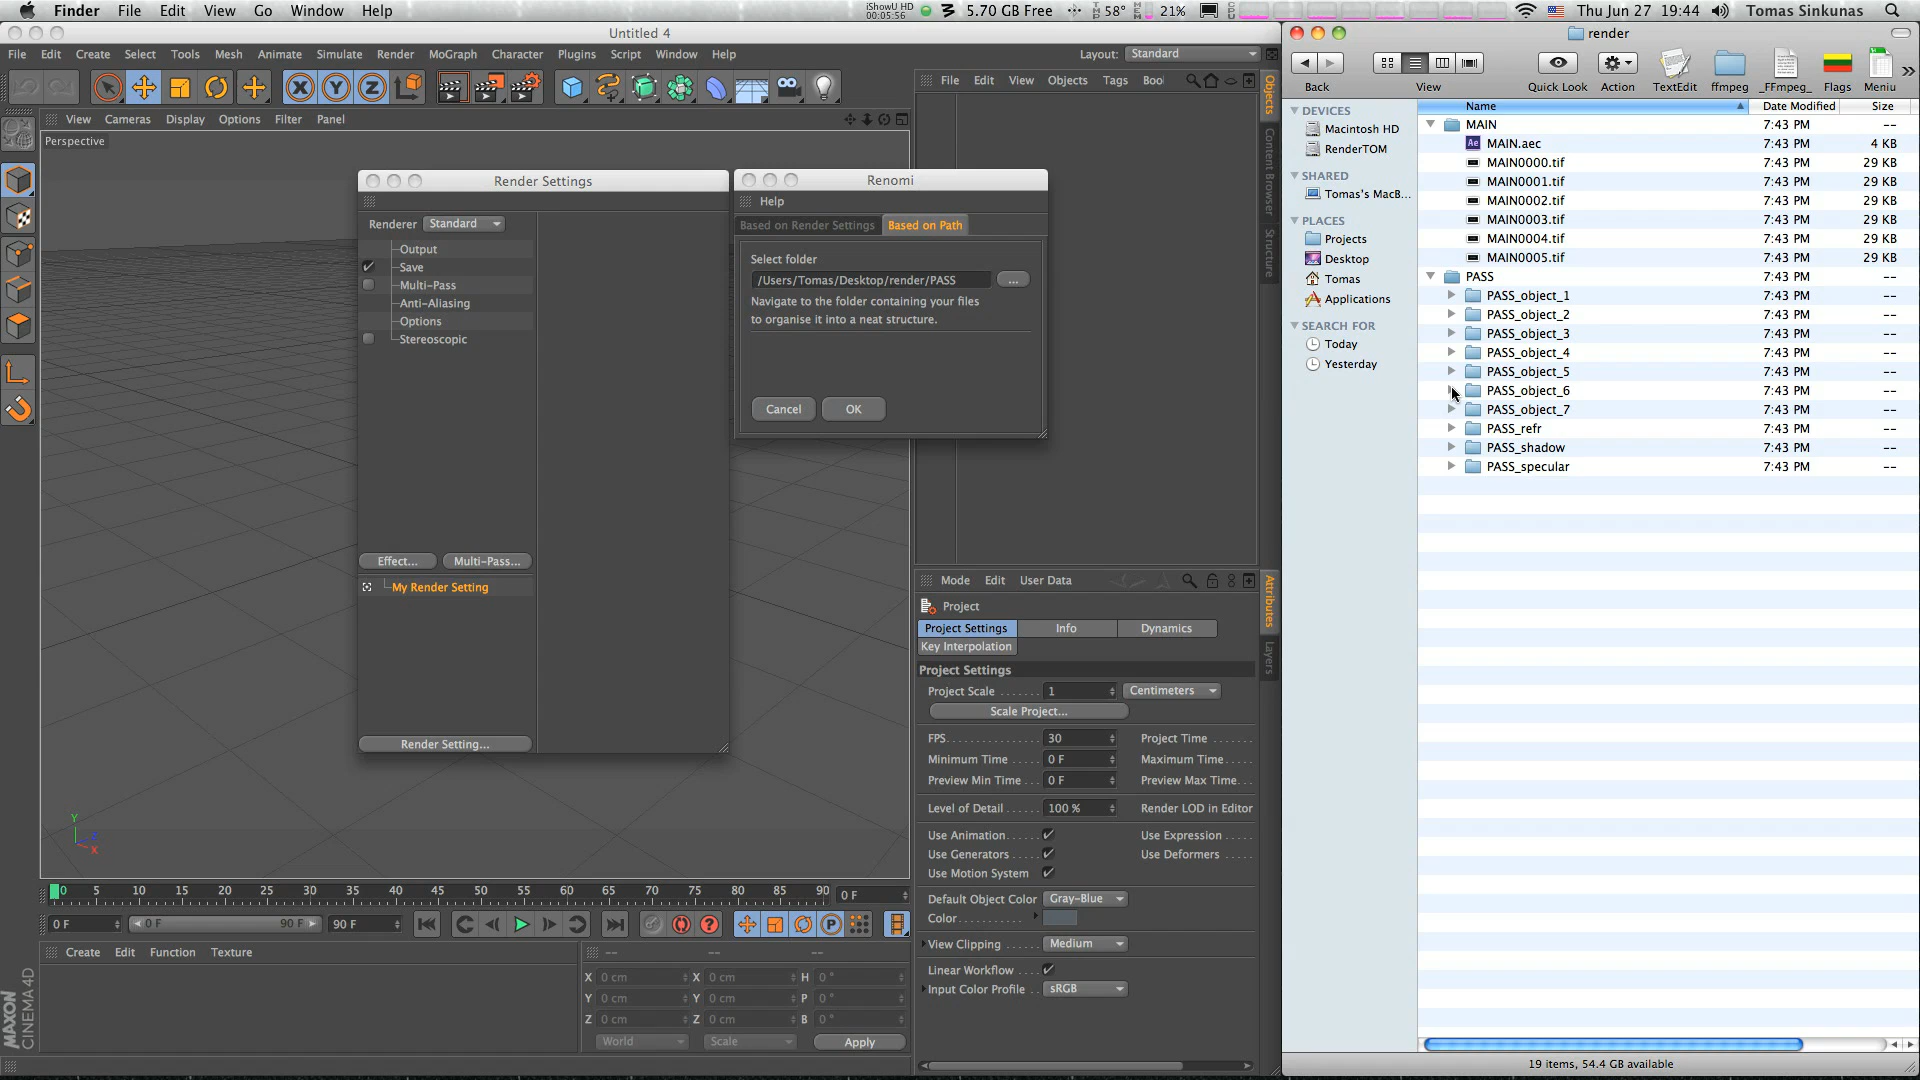 Finder File Edit View Go Window Help
iShowU HD
00:05:56
5.70 GB Free
58°
21%
Thu Jun 27 19:44 Tomas Sinkunas
Untitled 4
File Edit Create Select Tools Mesh Animate Simulate Render MoGraph Character Plugins Script Window Help
Layout: Standard
View Cameras Display Options Filter Panel
Perspective
Render Settings
Renderer Standard
Output
Save
Multi-Pass
Anti-Aliasing
Options
Stereoscopic
Effect... Multi-Pass...
My Render Setting
Render Setting...
Renomi
Help
Based on Render Settings Based on Path
Select folder
/Users/Tomas/Desktop/render/PASS ...
Navigate to the folder containing your files
to organise it into a neat structure.
Cancel OK
File Edit View Objects Tags Boo
Objects
Content Browser
Structure
Mode Edit User Data
Attributes
Layers
Project
Project Settings Info Dynamics
Key Interpolation
Project Settings
Project Scale 1 Centimeters
Scale Project...
FPS 30 Project Time
Minimum Time 0 F Maximum Time
Preview Min Time 0 F Preview Max Time
Level of Detail 100 % Render LOD in Editor
Use Animation Use Expression
Use Generators Use Deformers
Use Motion System
Default Object Color Gray-Blue
Color
View Clipping Medium
Linear Workflow
Input Color Profile sRGB
Y
Z
X
0 5 10 15 20 25 30 35 40 45 50 55 60 65 70 75 80 85 90 0 F
0 F 0 F 90 F 90 F
Create Edit Function Texture
-- -- --
X 0 cm X 0 cm H 0 °
Y 0 cm Y 0 cm P 0 °
Z 0 cm Z 0 cm B 0 °
World Scale Apply
MAXON
CINEMA 4D
render
Back View Quick Look Action TextEdit ffmpeg _FFmpeg_ Flags Meniu
DEVICES
Macintosh HD
RenderTOM
SHARED
Tomas's MacB...
PLACES
Projects
Desktop
Tomas
Applications
SEARCH FOR
Today
Yesterday
Name Date Modified Size
MAIN 7:43 PM --
MAIN.aec 7:43 PM 4 KB
MAIN0000.tif 7:43 PM 29 KB
MAIN0001.tif 7:43 PM 29 KB
MAIN0002.tif 7:43 PM 29 KB
MAIN0003.tif 7:43 PM 29 KB
MAIN0004.tif 7:43 PM 29 KB
MAIN0005.tif 7:43 PM 29 KB
PASS 7:43 PM --
PASS_object_1 7:43 PM --
PASS_object_2 7:43 PM --
PASS_object_3 7:43 PM --
PASS_object_4 7:43 PM --
PASS_object_5 7:43 PM --
PASS_object_6 7:43 PM --
PASS_object_7 7:43 PM --
PASS_refr 7:43 PM --
PASS_shadow 7:43 PM --
PASS_specular 7:43 PM --
19 items, 54.4 GB available